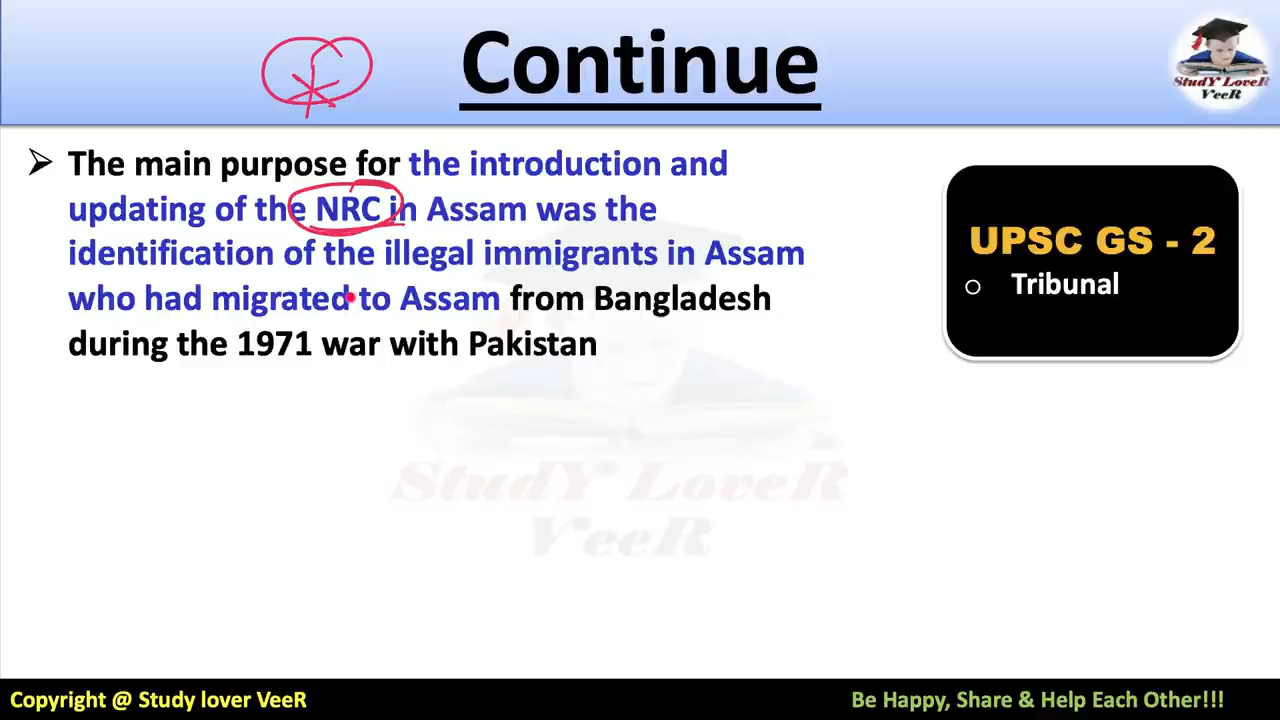 Continue
StudY LoveR
VeeR
➢ The main purpose for the introduction and
updating of the NRC in Assam was the
identification of the illegal immigrants in Assam
who had migrated to Assam from Bangladesh
during the 1971 war with Pakistan
UPSC GS - 2
○ Tribunal
StudY LoveR
VeeR
Copyright @ Study lover VeeR
Be Happy, Share & Help Each Other!!!